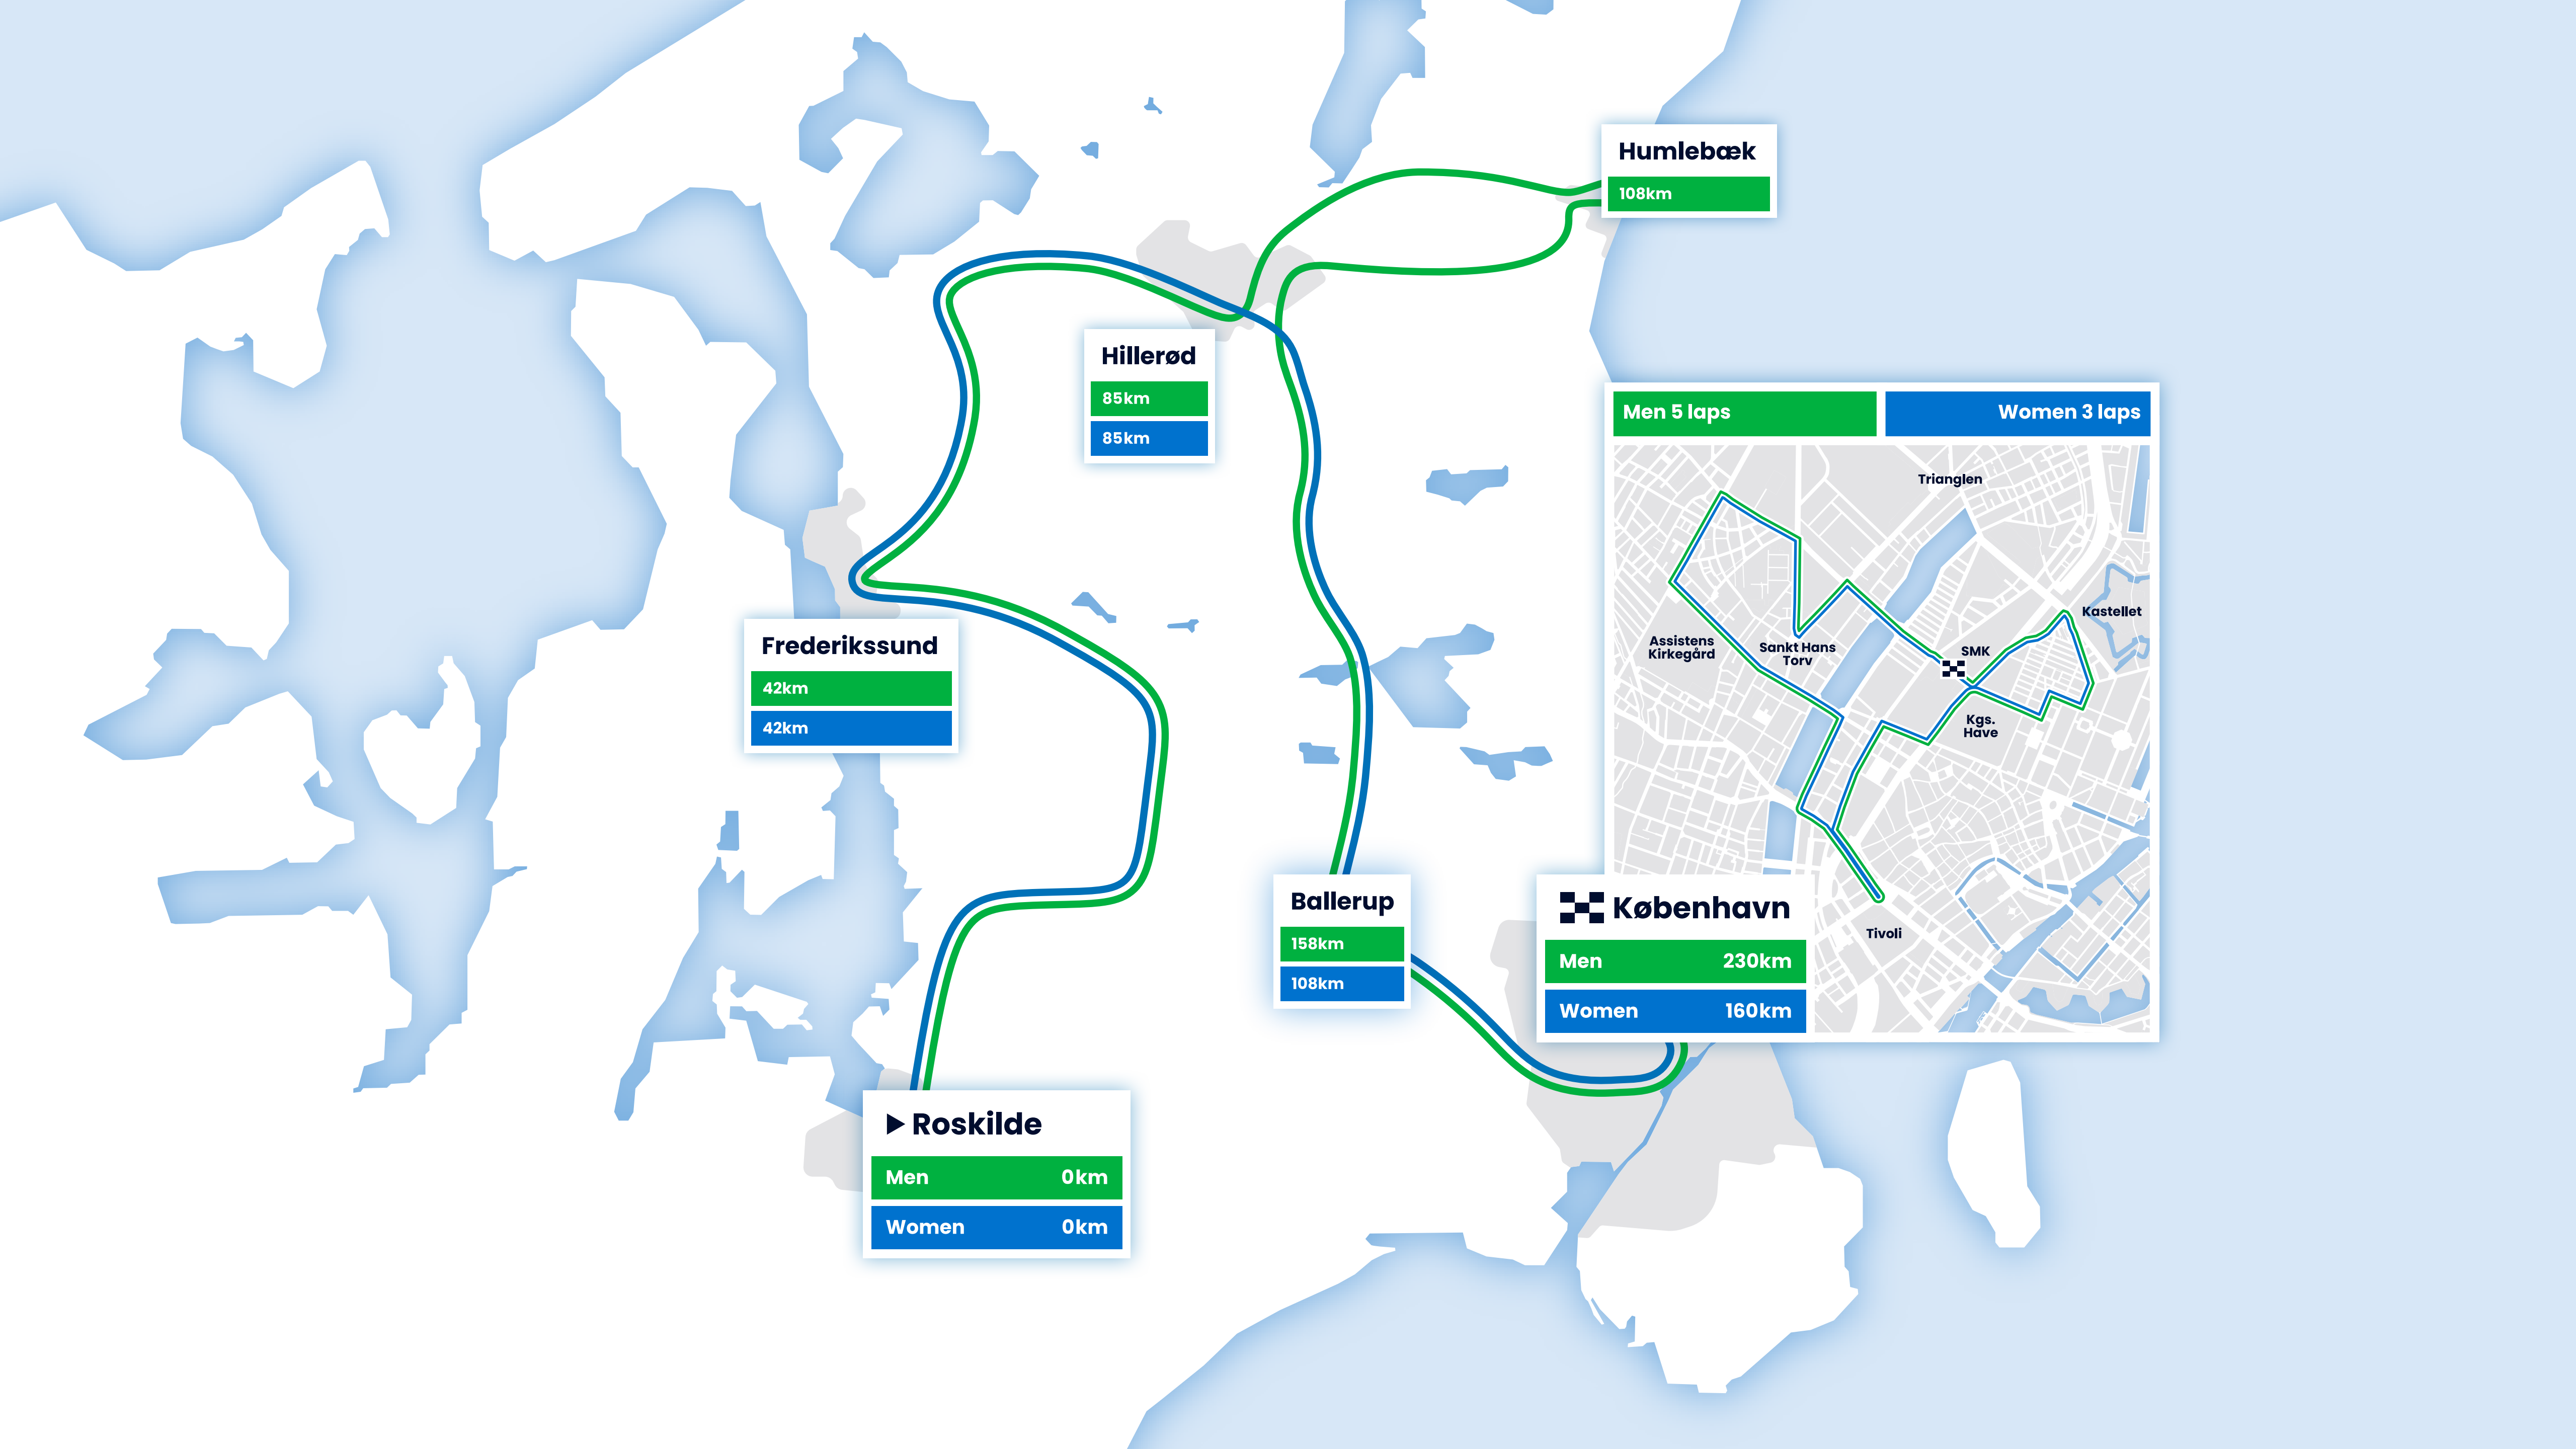 Humlebæk
108km
Hillerød
85km
85km
Men 5 laps
Women 3 laps
Trianglen
Kastellet
Assistens
Kirkegård
Sankt Hans
Torv
SMK
Kgs.
Have
Tivoli
Frederikssund
42km
42km
Ballerup
158km
108km
København
Men 230km
Women 160km
Roskilde
Men 0km
Women 0km